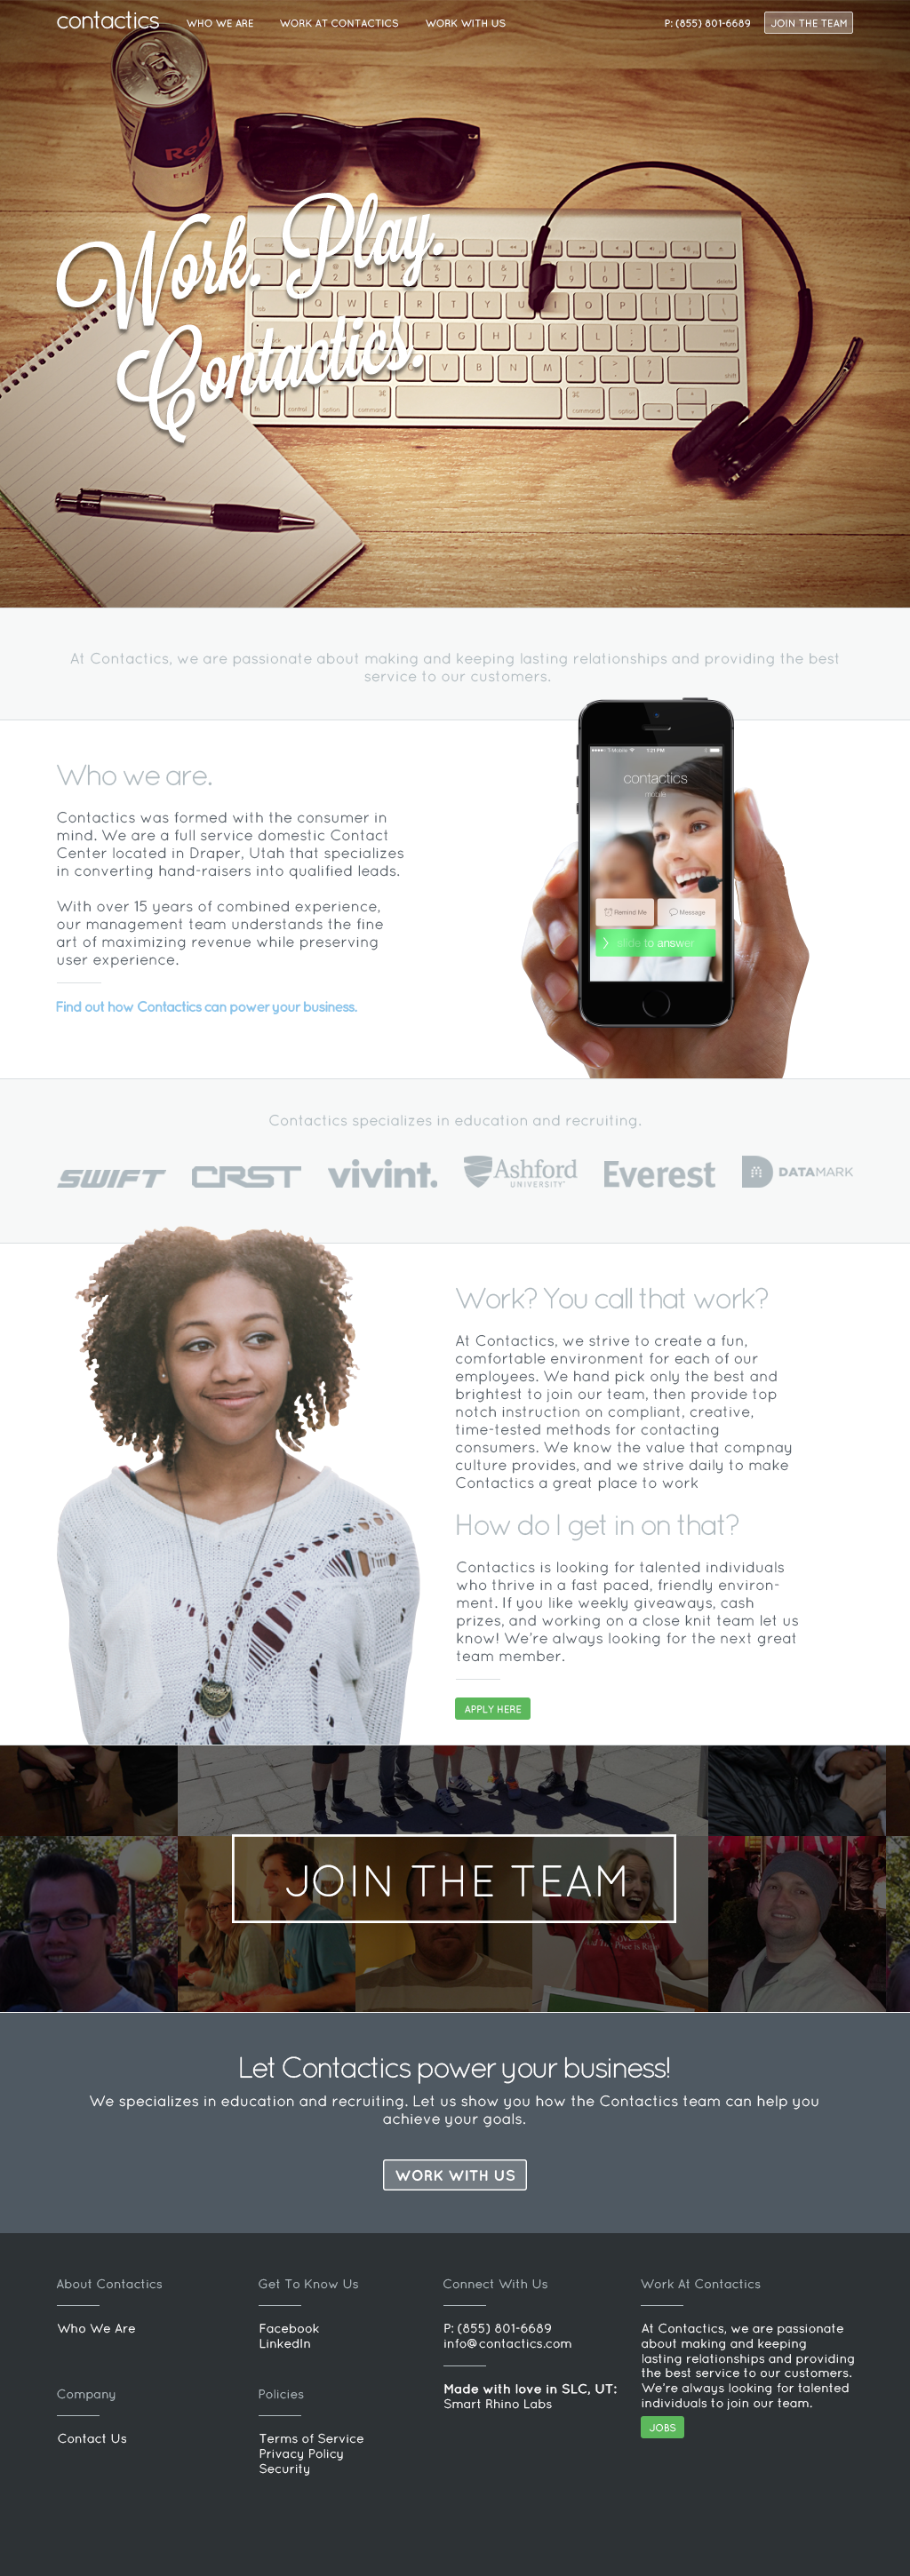 contactics
WHO WE ARE
WORK AT CONTACTICS
WORK WITH US
P: (855) 801-6689
JOIN THE TEAM
Red
ENER
Work. Play.
Contactics.
At Contactics, we are passionate about making and keeping lasting relationships and providing the best
service to our customers.
Who we are.
Contactics was formed with the consumer in
mind. We are a full service domestic Contact
Center located in Draper, Utah that specializes
in converting hand-raisers into qualified leads.
With over 15 years of combined experience,
our management team understands the fine
art of maximizing revenue while preserving
user experience.
Find out how Contactics can power your business.
1:21 PM
contactics
mobile
Remind Me
Message
slide to answer
Contactics specializes in education and recruiting.
SWIFT
CRST
vivint.
Ashford
UNIVERSITY
Everest
DATAMARK
Work? You call that work?
At Contactics, we strive to create a fun,
comfortable environment for each of our
employees. We hand pick only the best and
brightest to join our team, then provide top
notch instruction on compliant, creative,
time-tested methods for contacting
consumers. We know the value that compnay
culture provides, and we strive daily to make
Contactics a great place to work
How do I get in on that?
Contactics is looking for talented individuals
who thrive in a fast paced, friendly environ-
ment. If you like weekly giveaways, cash
prizes, and working on a close knit team let us
know! We're always looking for the next great
team member.
APPLY HERE
JOIN THE TEAM
Let Contactics power your business!
We specializes in education and recruiting. Let us show you how the Contactics team can help you
achieve your goals.
WORK WITH US
About Contactics
Who We Are
Company
Contact Us
Get To Know Us
Facebook
LinkedIn
Policies
Terms of Service
Privacy Policy
Security
Connect With Us
P: (855) 801-6689
info@contactics.com
Made with love in SLC, UT:
Smart Rhino Labs
Work At Contactics
At Contactics, we are passionate
about making and keeping
lasting relationships and providing
the best service to our customers.
We're always looking for talented
individuals to join our team.
JOBS